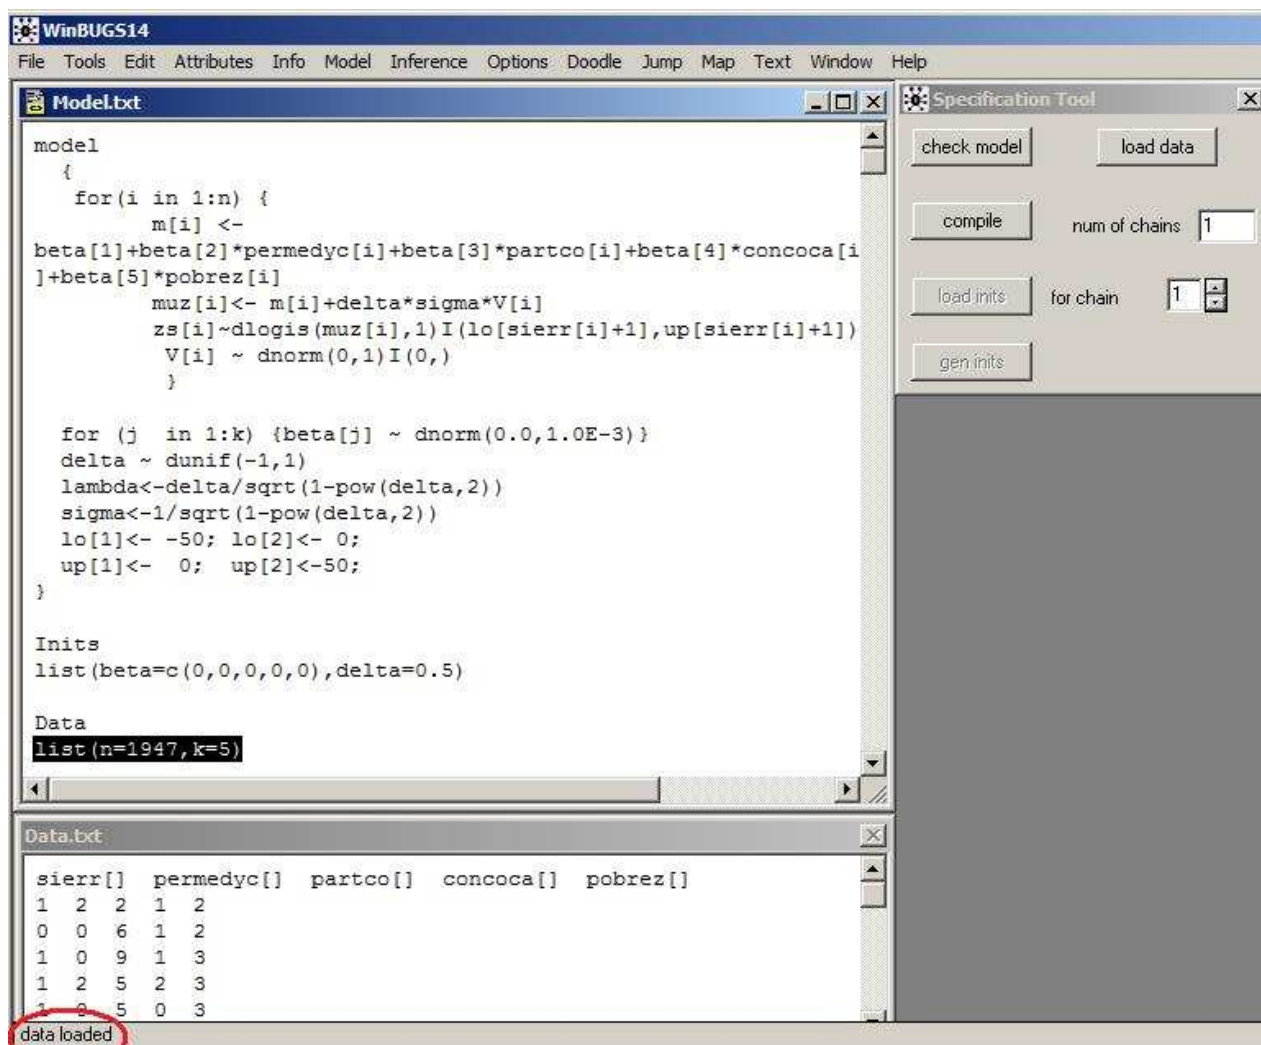 WinBUGS14
File Tools Edit Attributes Info Model Inference Options Doodle Jump Map Text Window Help
Model.txt
model
{
for(i in 1:n) {
m[i] <-
beta[1]+beta[2]*permedyc[i]+beta[3]*partco[i]+beta[4]*concoca[i
]+beta[5]*pobrez[i]
muz[i]<- m[i]+delta*sigma*V[i]
zs[i]~dlogis(muz[i],1)I(lo[sierr[i]+1],up[sierr[i]+1])
V[i] ~ dnorm(0,1)I(0,)
}
for (j in 1:k) {beta[j] ~ dnorm(0.0,1.0E-3)}
delta ~ dunif(-1,1)
lambda<-delta/sqrt(1-pow(delta,2))
sigma<-1/sqrt(1-pow(delta,2))
lo[1]<- -50; lo[2]<- 0;
up[1]<- 0; up[2]<-50;
}
Inits
list(beta=c(0,0,0,0,0),delta=0.5)
Data
list(n=1947,k=5)
Specification Tool
check model load data
compile num of chains 1
load inits for chain 1
gen inits
Data.txt
sierr[] permedyc[] partco[] concoca[] pobrez[]
1 2 2 1 2
0 0 6 1 2
1 0 9 1 3
1 2 5 2 3
1 0 5 0 3
data loaded